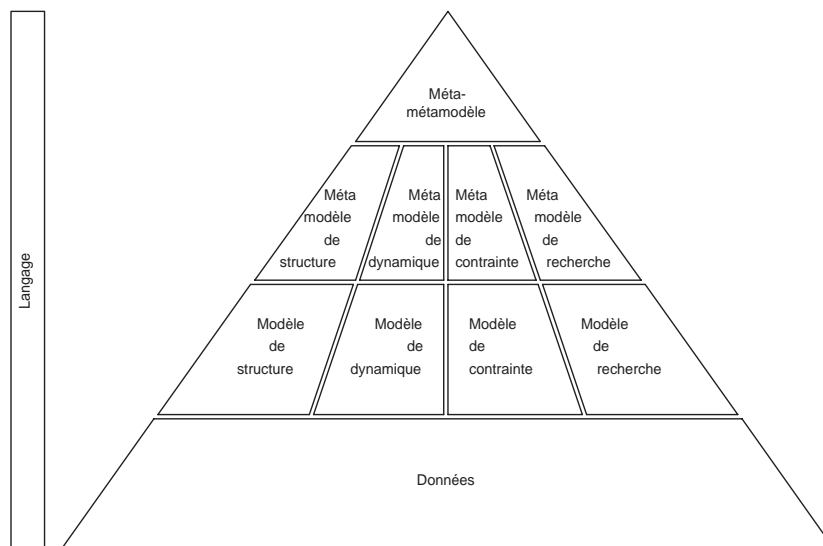 Méta-
métamodèle
Méta
modèle
de
structure
Méta
modèle
de
dynamique
Méta
modèle
de
contrainte
Méta
modèle
de
recherche
Langage
Modèle
de
structure
Modèle
de
dynamique
Modèle
de
contrainte
Modèle
de
recherche
Données